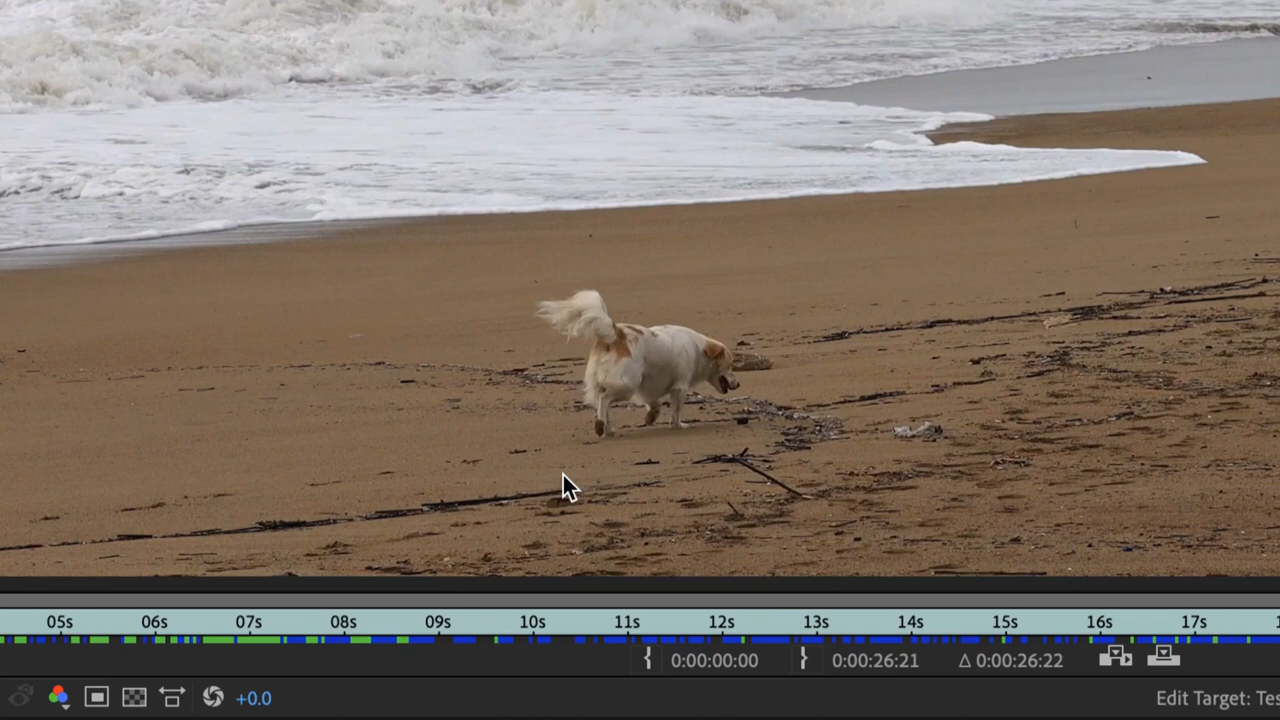 05s 06s 07s 08s 09s 10s 11s 12s 13s 14s 15s 16s 17s
{ 0:00:00:00 } 0:00:26:21 Δ 0:00:26:22
+0.0 Edit Target: Tes